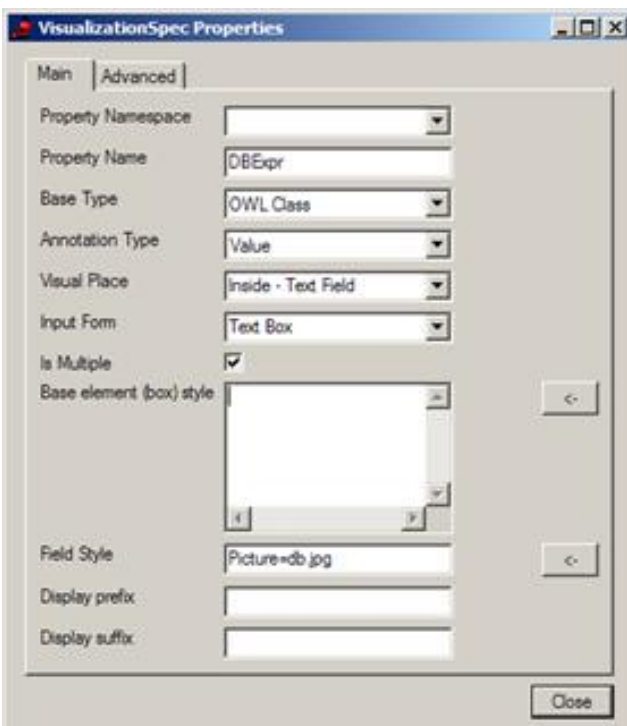 VisualizationSpec Properties
Main Advanced
Property Namespace
Property Name DBExpr
Base Type OWL Class
Annotation Type Value
Visual Place Inside - Text Field
Input Form Text Box
Is Multiple
Base element (box) style <-
Field Style Picture=db.jpg <-
Display prefix
Display suffix
Close